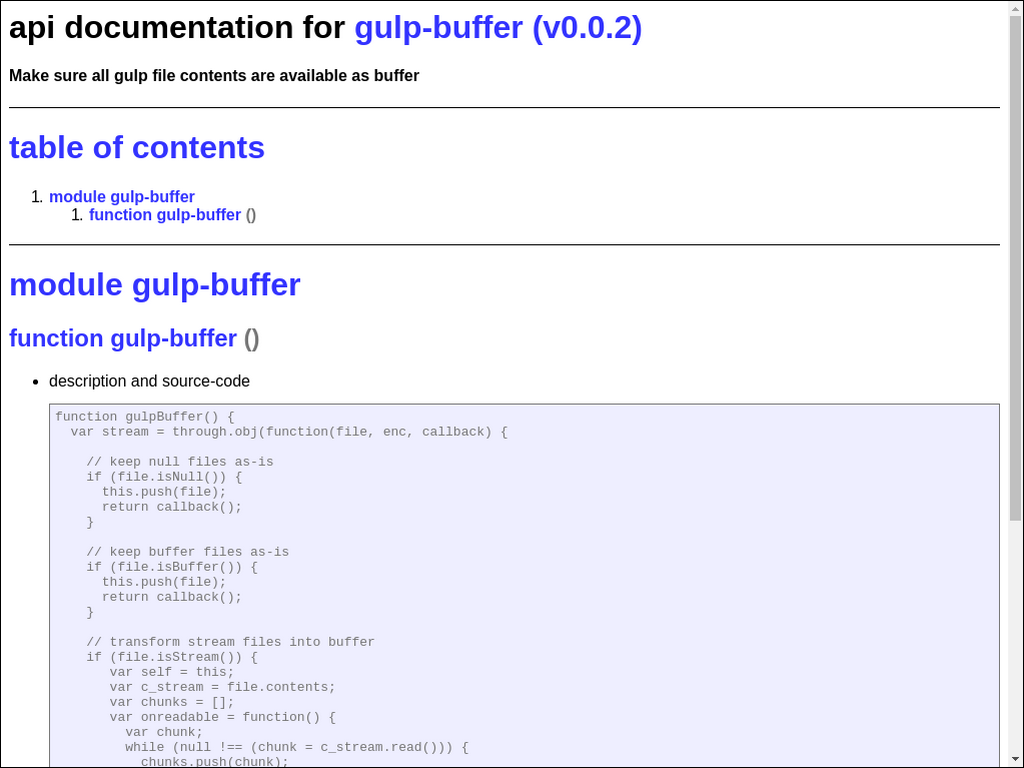 api documentation for gulp-buffer (v0.0.2)
Make sure all gulp file contents are available as buffer
table of contents
1. module gulp-buffer
1. function gulp-buffer ()
module gulp-buffer
function gulp-buffer ()
• description and source-code
function gulpBuffer() {
  var stream = through.obj(function(file, enc, callback) {
    // keep null files as-is
    if (file.isNull()) {
      this.push(file);
      return callback();
    }
    // keep buffer files as-is
    if (file.isBuffer()) {
      this.push(file);
      return callback();
    }
    // transform stream files into buffer
    if (file.isStream()) {
       var self = this;
       var c_stream = file.contents;
       var chunks = [];
       var onreadable = function() {
         var chunk;
         while (null !== (chunk = c_stream.read())) {
           chunks.push(chunk);